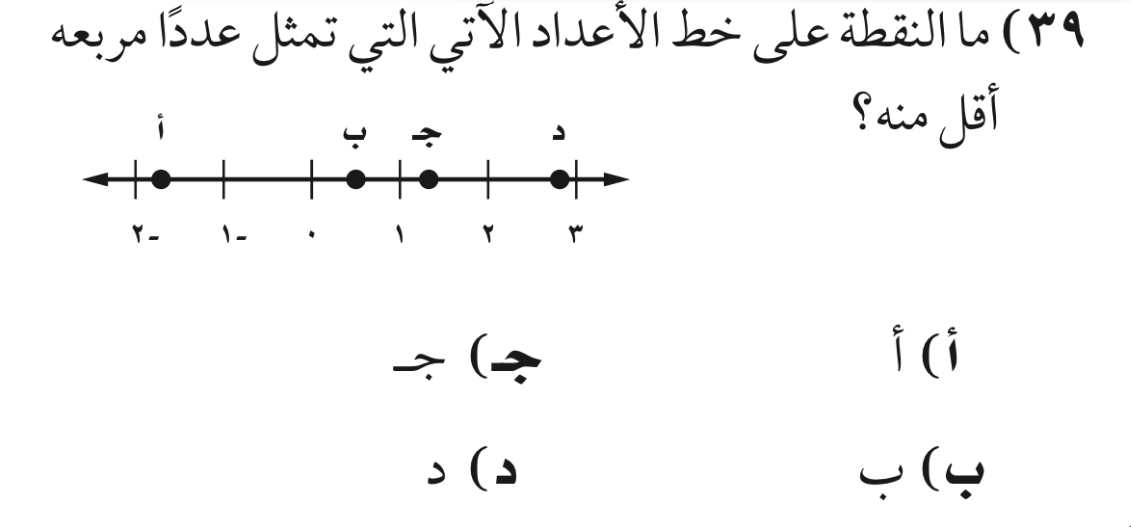 ٣٩) ما النقطة على خط الأعداد الآتي التي تمثل عددًا مربعه
أقل منه؟
أ ب جـ د
-٢ -١ ٠ ١ ٢ ٣
أ) أ
جـ) جـ
ب) ب
د) د